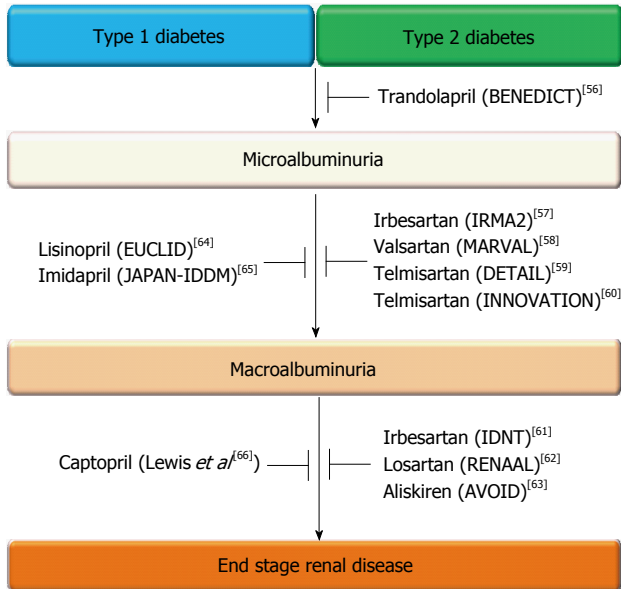 Type 1 diabetes
Type 2 diabetes
Trandolapril (BENEDICT)[56]
Microalbuminuria
Lisinopril (EUCLID)[64]
Imidapril (JAPAN-IDDM)[65]
Irbesartan (IRMA2)[57]
Valsartan (MARVAL)[58]
Telmisartan (DETAIL)[59]
Telmisartan (INNOVATION)[60]
Macroalbuminuria
Captopril (Lewis et al[66])
Irbesartan (IDNT)[61]
Losartan (RENAAL)[62]
Aliskiren (AVOID)[63]
End stage renal disease